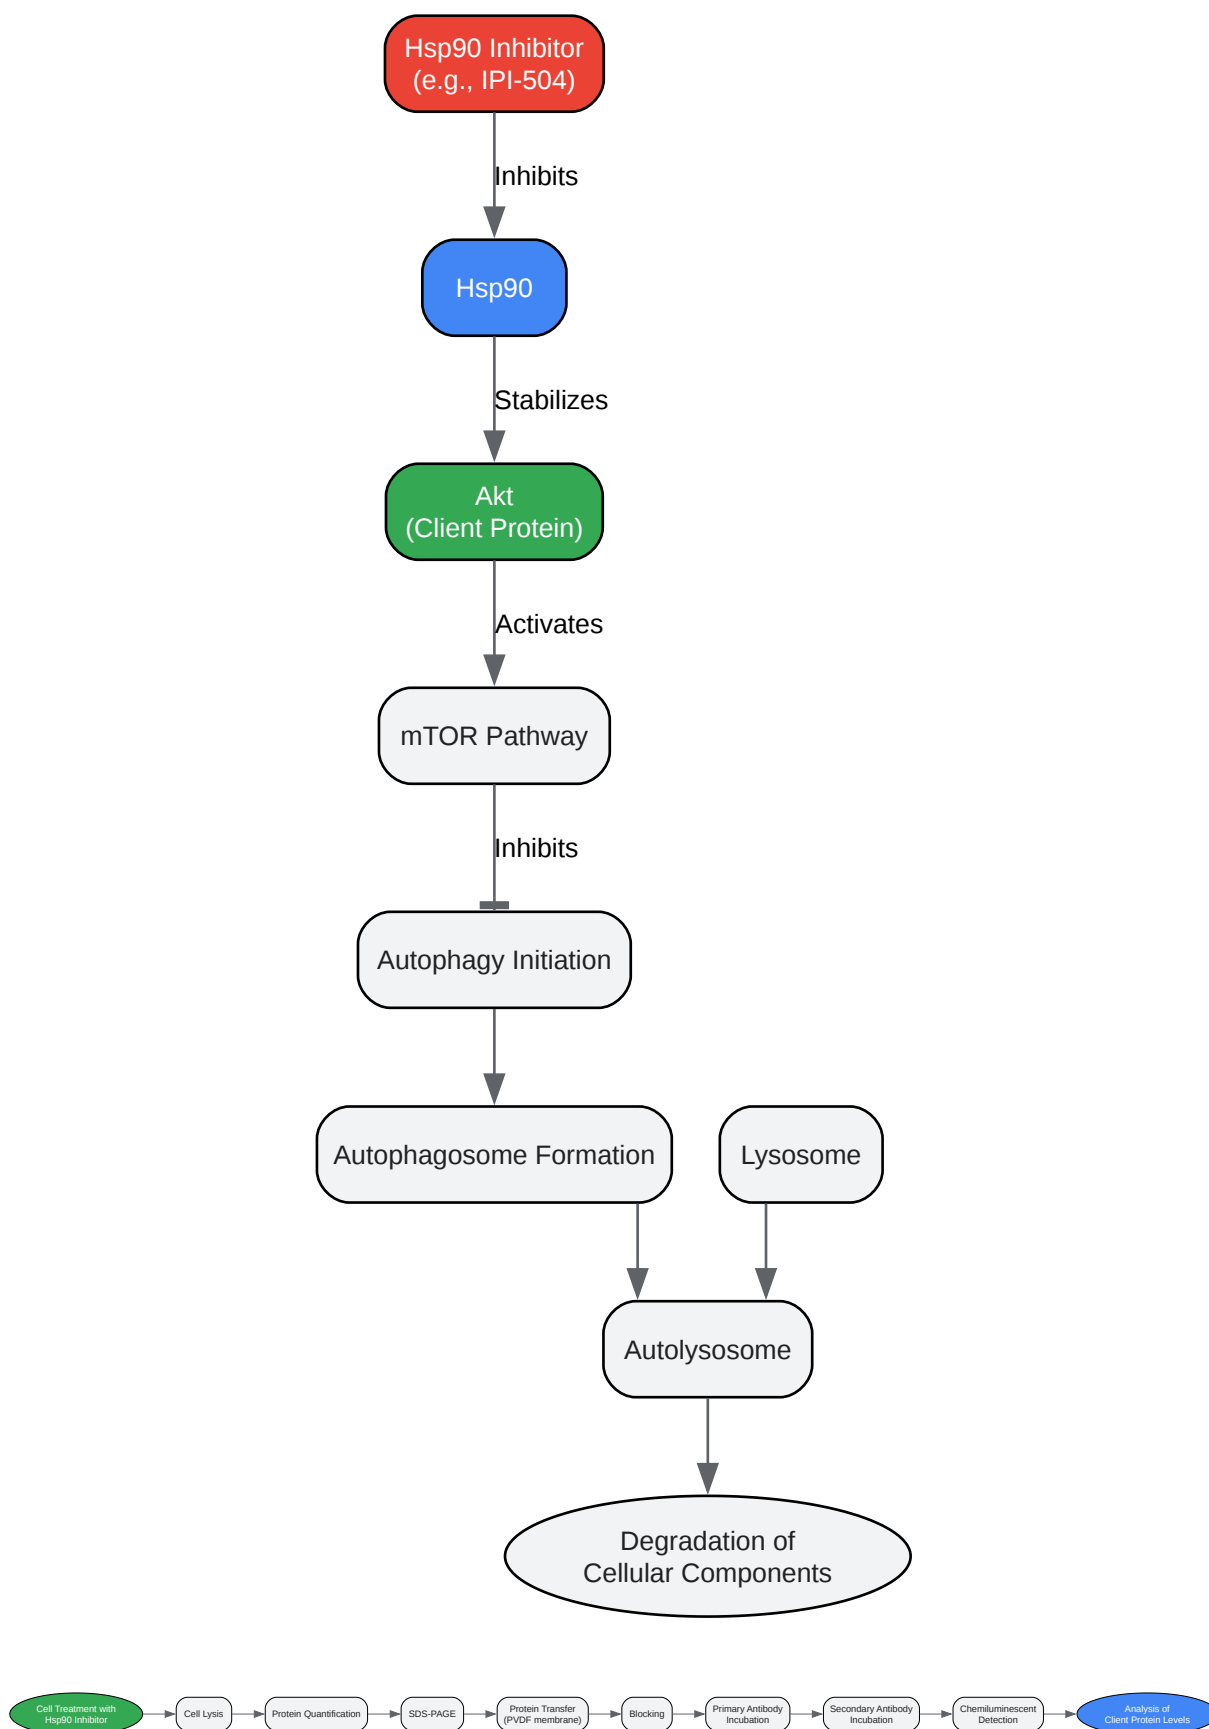 Hsp90 Inhibitor
(e.g., IPI-504)
Inhibits
Hsp90
Stabilizes
Akt
(Client Protein)
Activates
mTOR Pathway
Inhibits
Autophagy Initiation
Autophagosome Formation
Lysosome
Autolysosome
Degradation of
Cellular Components
Cell Treatment with
Hsp90 Inhibitor
Cell Lysis
Protein Quantification
SDS-PAGE
Protein Transfer
(PVDF membrane)
Blocking
Primary Antibody
Incubation
Secondary Antibody
Incubation
Chemiluminescent
Detection
Analysis of
Client Protein Levels